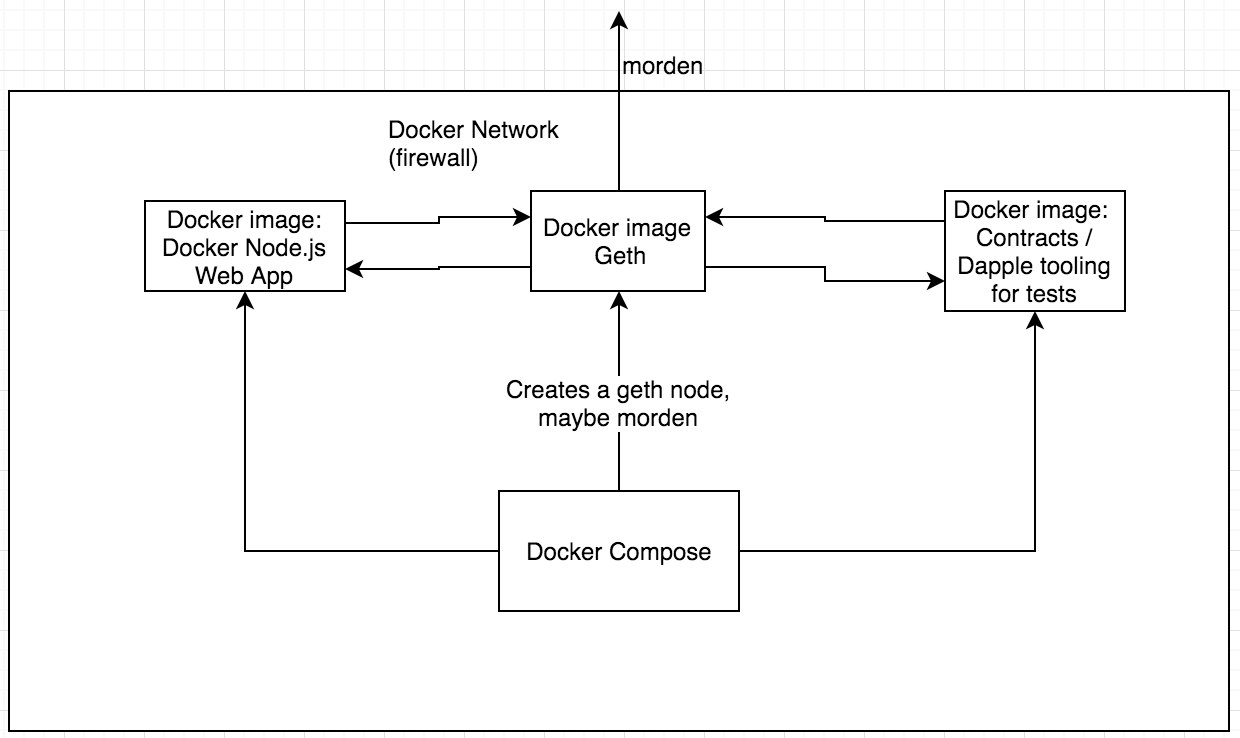 morden
Docker Network
(firewall)
Docker image:
Docker Node.js
Web App
Docker image
Geth
Docker image:
Contracts /
Dapple tooling
for tests
Creates a geth node,
maybe morden
Docker Compose